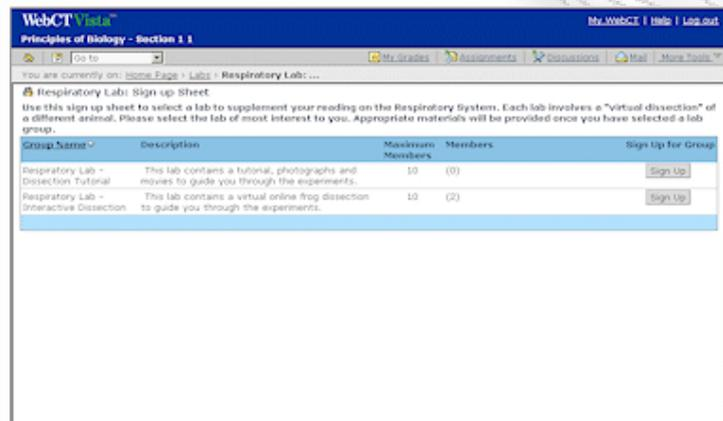 WebCT Vista™
My WebCT | Help | Log out
Principles of Biology - Section 1 1
Go to
My Grades Assignments Discussions Mail More Tools
You are currently on: Home Page › Labs › Respiratory Lab: ...
Respiratory Lab: Sign up Sheet
Use this sign up sheet to select a lab to supplement your reading on the Respiratory System. Each lab involves a "virtual dissection" of
a different animal. Please select the lab of most interest to you. Appropriate materials will be provided once you have selected a lab
group.
Group Name Description Maximum Members Sign Up for Group
Members
Respiratory Lab - This lab contains a tutorial, photographs and 10 (0) Sign Up
Dissection Tutorial movies to guide you through the experiments.
Respiratory Lab - This lab contains a virtual online frog dissection 10 (2) Sign Up
Interactive Dissection to guide you through the experiments.